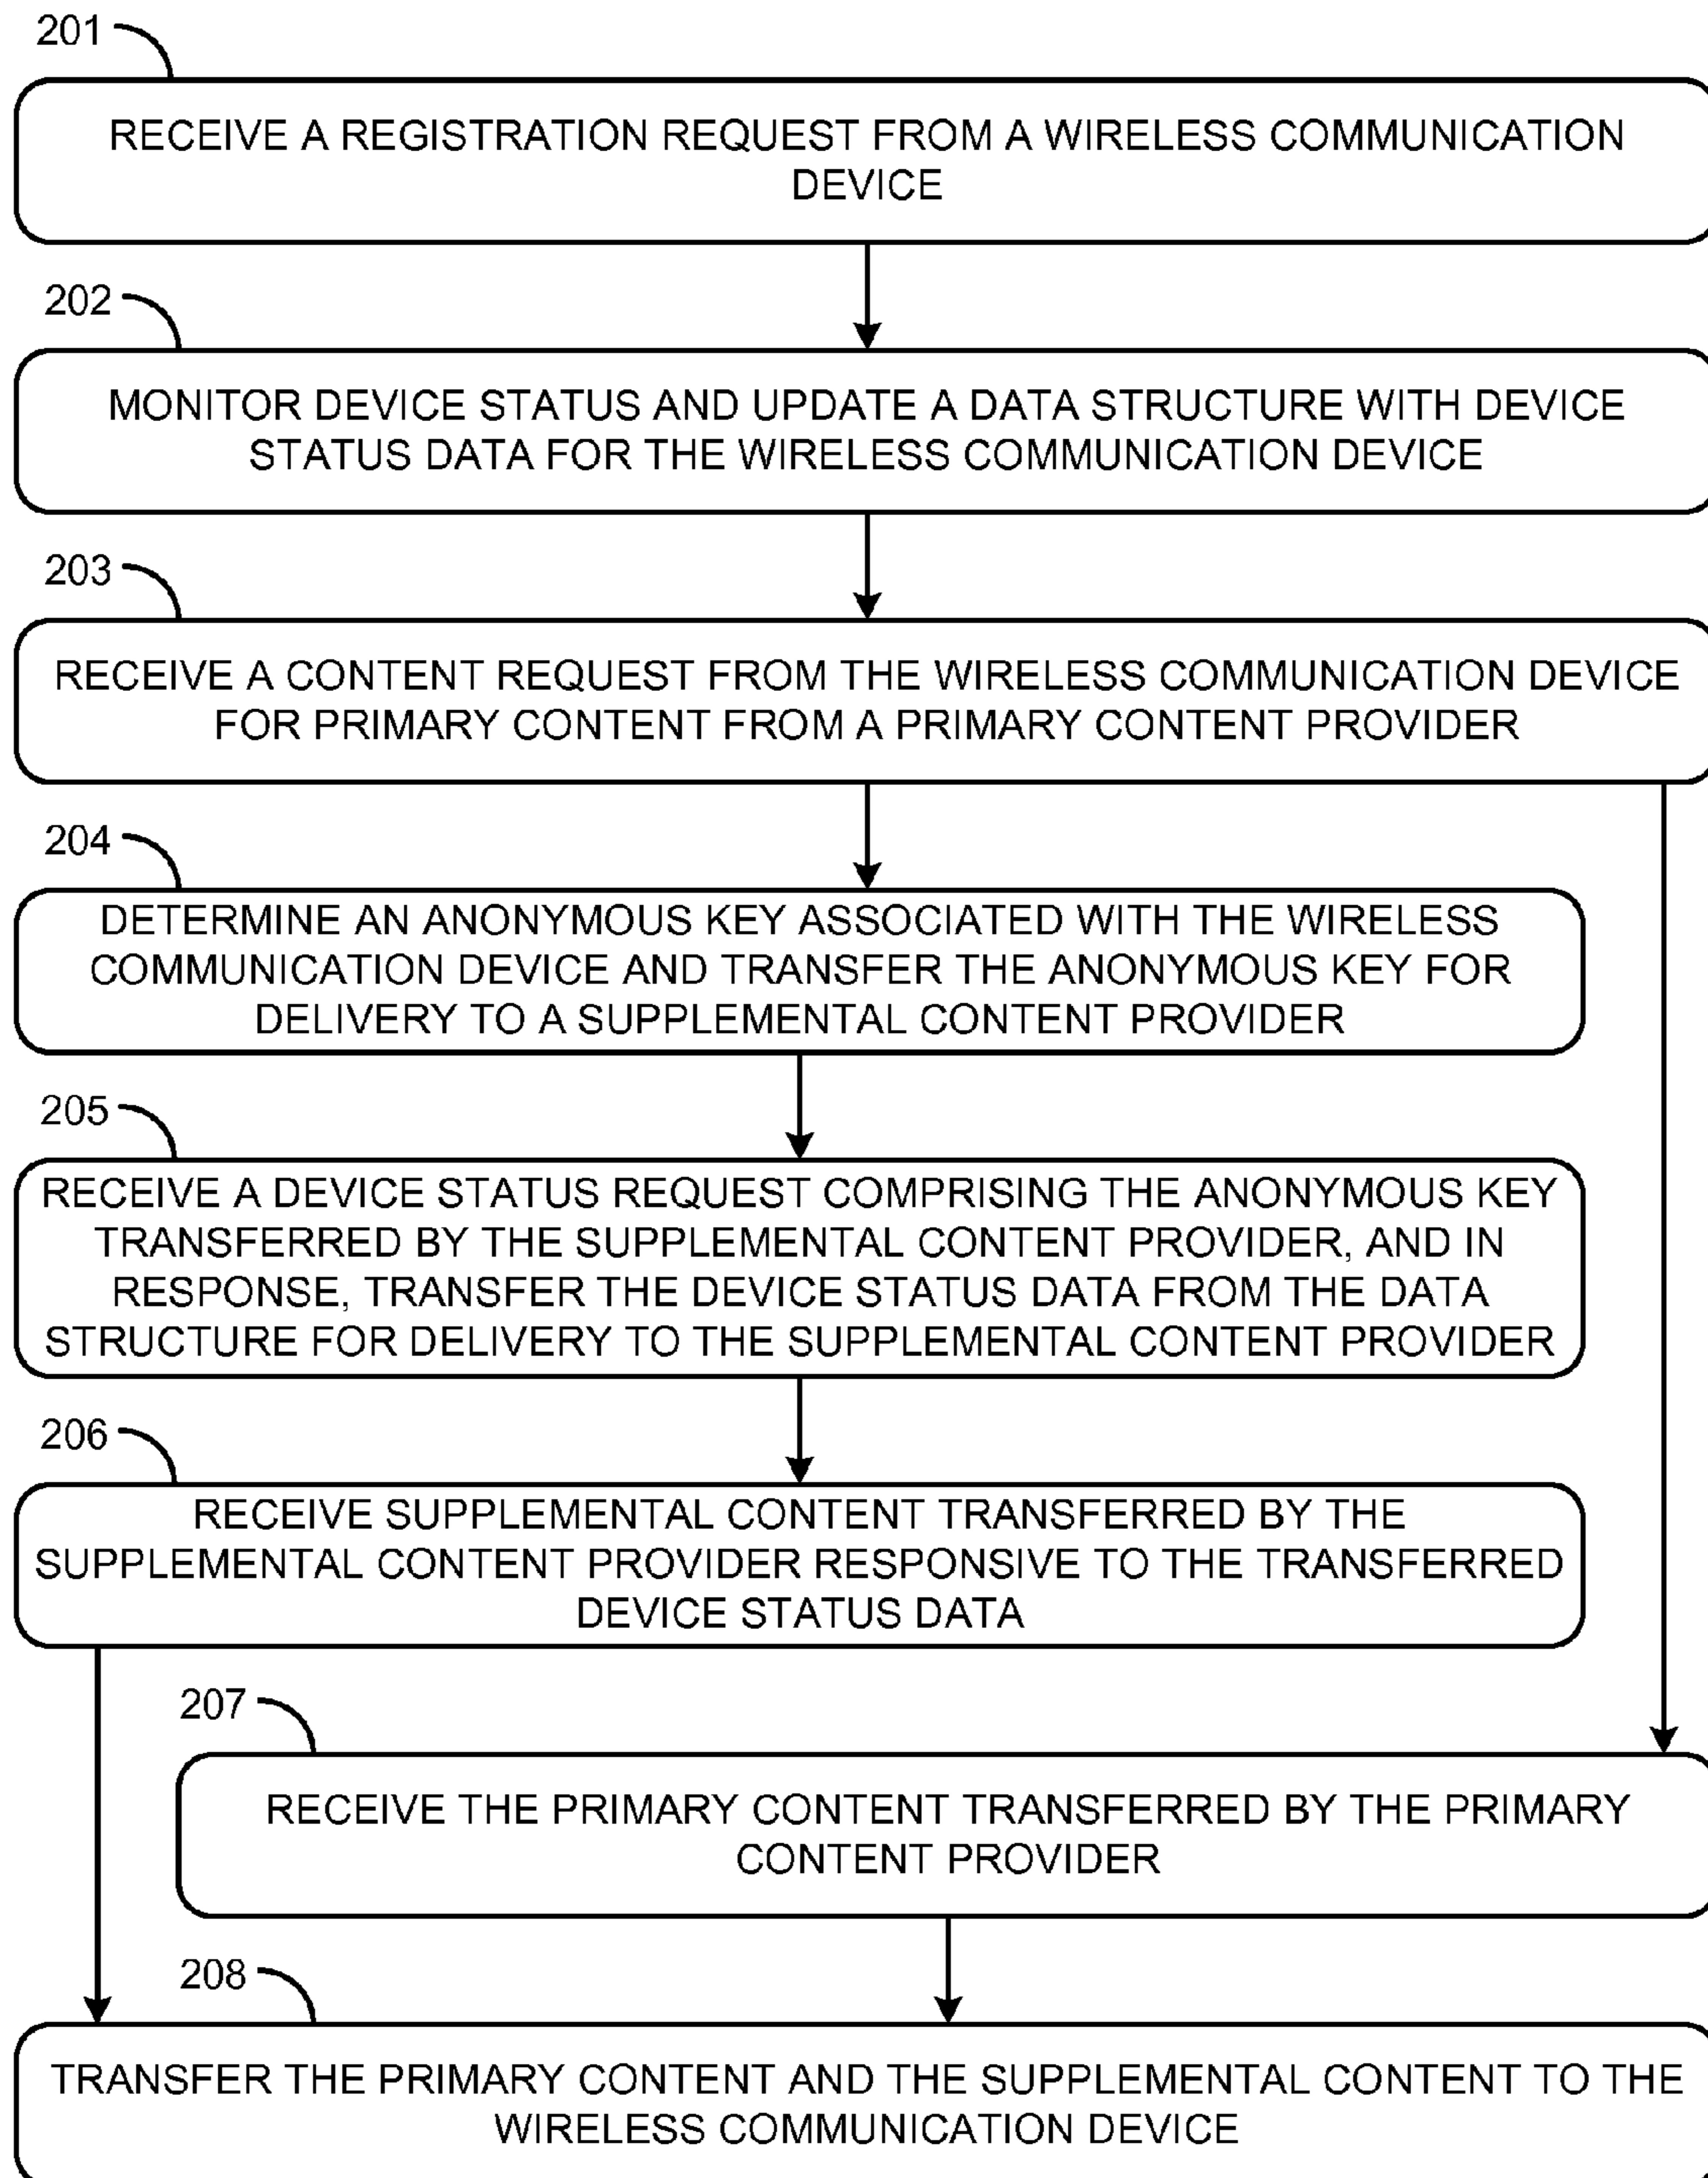 201
RECEIVE A REGISTRATION REQUEST FROM A WIRELESS COMMUNICATION
DEVICE
202
MONITOR DEVICE STATUS AND UPDATE A DATA STRUCTURE WITH DEVICE
STATUS DATA FOR THE WIRELESS COMMUNICATION DEVICE
203
RECEIVE A CONTENT REQUEST FROM THE WIRELESS COMMUNICATION DEVICE
FOR PRIMARY CONTENT FROM A PRIMARY CONTENT PROVIDER
204
DETERMINE AN ANONYMOUS KEY ASSOCIATED WITH THE WIRELESS
COMMUNICATION DEVICE AND TRANSFER THE ANONYMOUS KEY FOR
DELIVERY TO A SUPPLEMENTAL CONTENT PROVIDER
205
RECEIVE A DEVICE STATUS REQUEST COMPRISING THE ANONYMOUS KEY
TRANSFERRED BY THE SUPPLEMENTAL CONTENT PROVIDER, AND IN
RESPONSE, TRANSFER THE DEVICE STATUS DATA FROM THE DATA
STRUCTURE FOR DELIVERY TO THE SUPPLEMENTAL CONTENT PROVIDER
206
RECEIVE SUPPLEMENTAL CONTENT TRANSFERRED BY THE
SUPPLEMENTAL CONTENT PROVIDER RESPONSIVE TO THE TRANSFERRED
DEVICE STATUS DATA
207
RECEIVE THE PRIMARY CONTENT TRANSFERRED BY THE PRIMARY
CONTENT PROVIDER
208
TRANSFER THE PRIMARY CONTENT AND THE SUPPLEMENTAL CONTENT TO THE
WIRELESS COMMUNICATION DEVICE